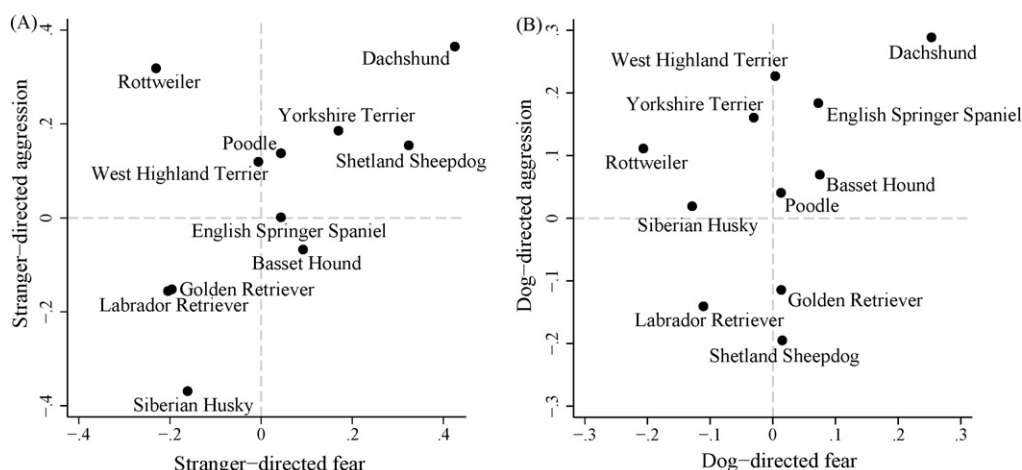 (A)
.4
.2
0
−.2
−.4
Stranger−directed aggression
Dachshund
Rottweiler
Yorkshire Terrier
Poodle
Shetland Sheepdog
West Highland Terrier
English Springer Spaniel
Basset Hound
Golden Retriever
Labrador Retriever
Siberian Husky
−.4 −.2 0 .2 .4
Stranger−directed fear
(B)
.3
.2
.1
0
−.1
−.2
−.3
Dog−directed aggression
Dachshund
West Highland Terrier
Yorkshire Terrier
English Springer Spaniel
Rottweiler
Basset Hound
Poodle
Siberian Husky
Golden Retriever
Labrador Retriever
Shetland Sheepdog
−.3 −.2 −.1 0 .1 .2 .3
Dog−directed fear